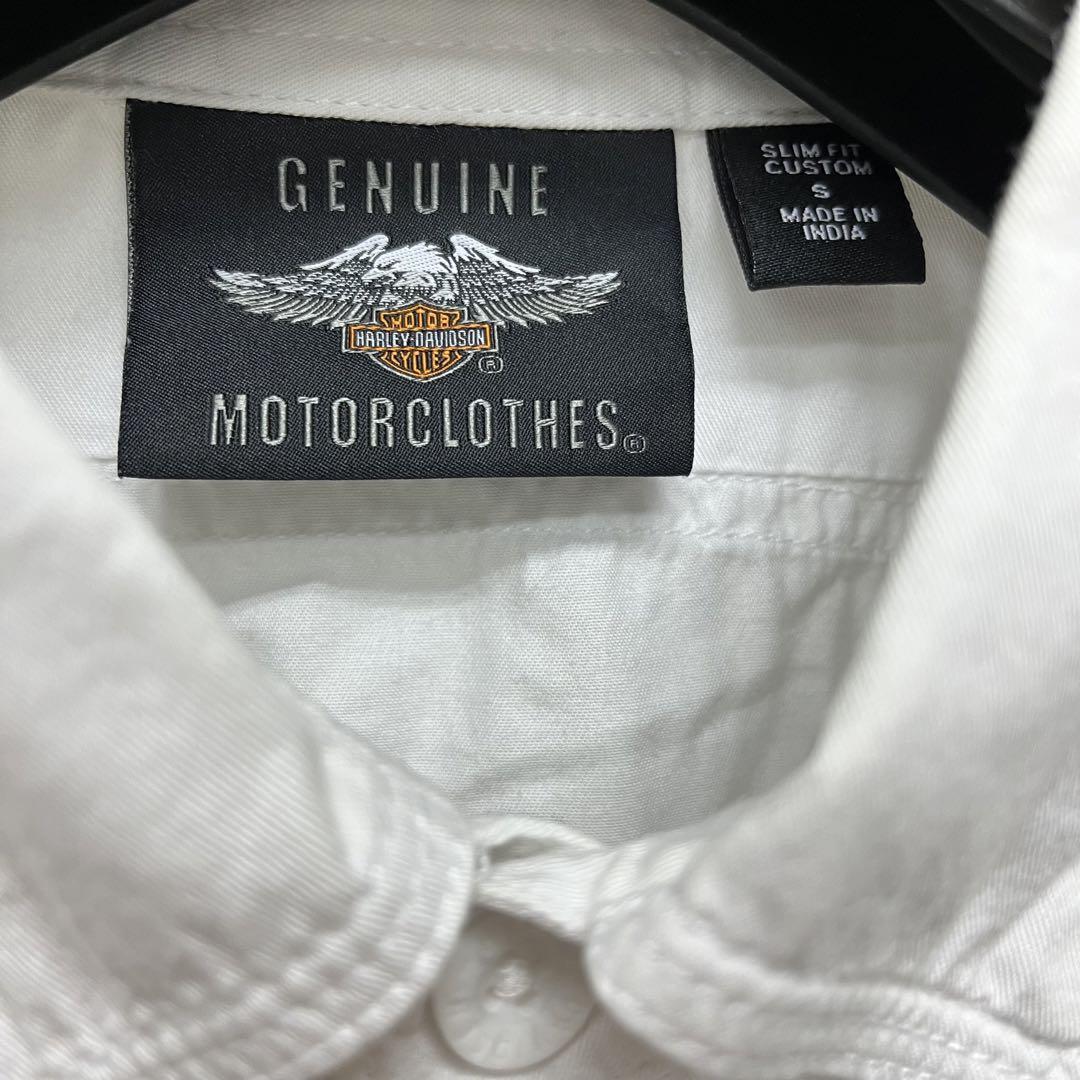 GENUINE
MOTOR
HARLEY-DAVIDSON
CYCLES
®
MOTORCLOTHES®
SLIM FIT
CUSTOM
S
MADE IN
INDIA